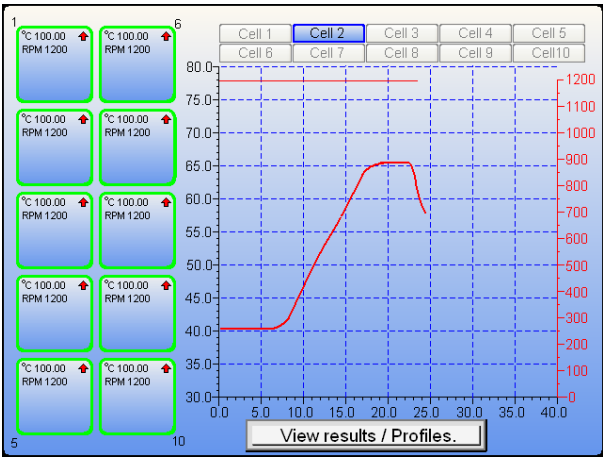 1 6
°C 100.00 °C 100.00
RPM 1200 RPM 1200
°C 100.00 °C 100.00
RPM 1200 RPM 1200
°C 100.00 °C 100.00
RPM 1200 RPM 1200
°C 100.00 °C 100.00
RPM 1200 RPM 1200
°C 100.00 °C 100.00
RPM 1200 RPM 1200
5 10
Cell 1 Cell 2 Cell 3 Cell 4 Cell 5
Cell 6 Cell 7 Cell 8 Cell 9 Cell10
80.0
75.0
70.0
65.0
60.0
55.0
50.0
45.0
40.0
35.0
30.0
1200
1100
1000
900
800
700
600
500
400
300
200
100
0
0.0 5.0 10.0 15.0 20.0 25.0 30.0 35.0 40.0
View results / Profiles.